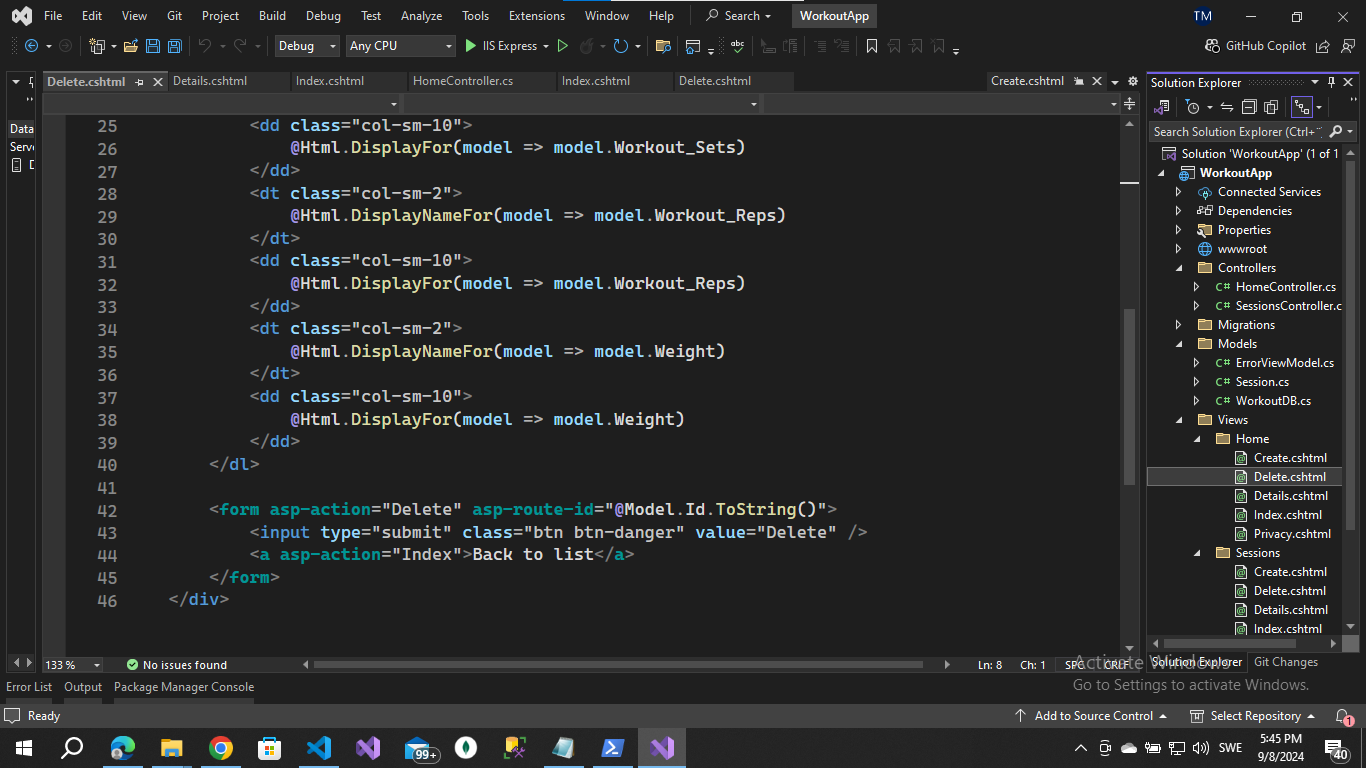 File Edit View Git Project Build Debug Test Analyze Tools Extensions Window Help Search WorkoutApp TM
Debug Any CPU IIS Express GitHub Copilot
Delete.cshtml Details.cshtml Index.cshtml HomeController.cs Index.cshtml Delete.cshtml Create.cshtml
Solution Explorer
Data
Serv
25 <dd class="col-sm-10">
26 @Html.DisplayFor(model => model.Workout_Sets)
27 </dd>
28 <dt class="col-sm-2">
29 @Html.DisplayNameFor(model => model.Workout_Reps)
30 </dt>
31 <dd class="col-sm-10">
32 @Html.DisplayFor(model => model.Workout_Reps)
33 </dd>
34 <dt class="col-sm-2">
35 @Html.DisplayNameFor(model => model.Weight)
36 </dt>
37 <dd class="col-sm-10">
38 @Html.DisplayFor(model => model.Weight)
39 </dd>
40 </dl>
41
42 <form asp-action="Delete" asp-route-id="@Model.Id.ToString()">
43 <input type="submit" class="btn btn-danger" value="Delete" />
44 <a asp-action="Index">Back to list</a>
45 </form>
46 </div>
Search Solution Explorer (Ctrl+
Solution 'WorkoutApp' (1 of 1
WorkoutApp
Connected Services
Dependencies
Properties
wwwroot
Controllers
C# HomeController.cs
C# SessionsController.c
Migrations
Models
C# ErrorViewModel.cs
C# Session.cs
C# WorkoutDB.cs
Views
Home
Create.cshtml
Delete.cshtml
Details.cshtml
Index.cshtml
Privacy.cshtml
Sessions
Create.cshtml
Delete.cshtml
Details.cshtml
Index.cshtml
133 % No issues found Ln: 8 Ch: 1 SPC CRLF
Solution Explorer Git Changes
Activate Windows
Go to Settings to activate Windows.
Error List Output Package Manager Console
Ready Add to Source Control Select Repository 1
99+ SWE 5:45 PM
9/8/2024 40